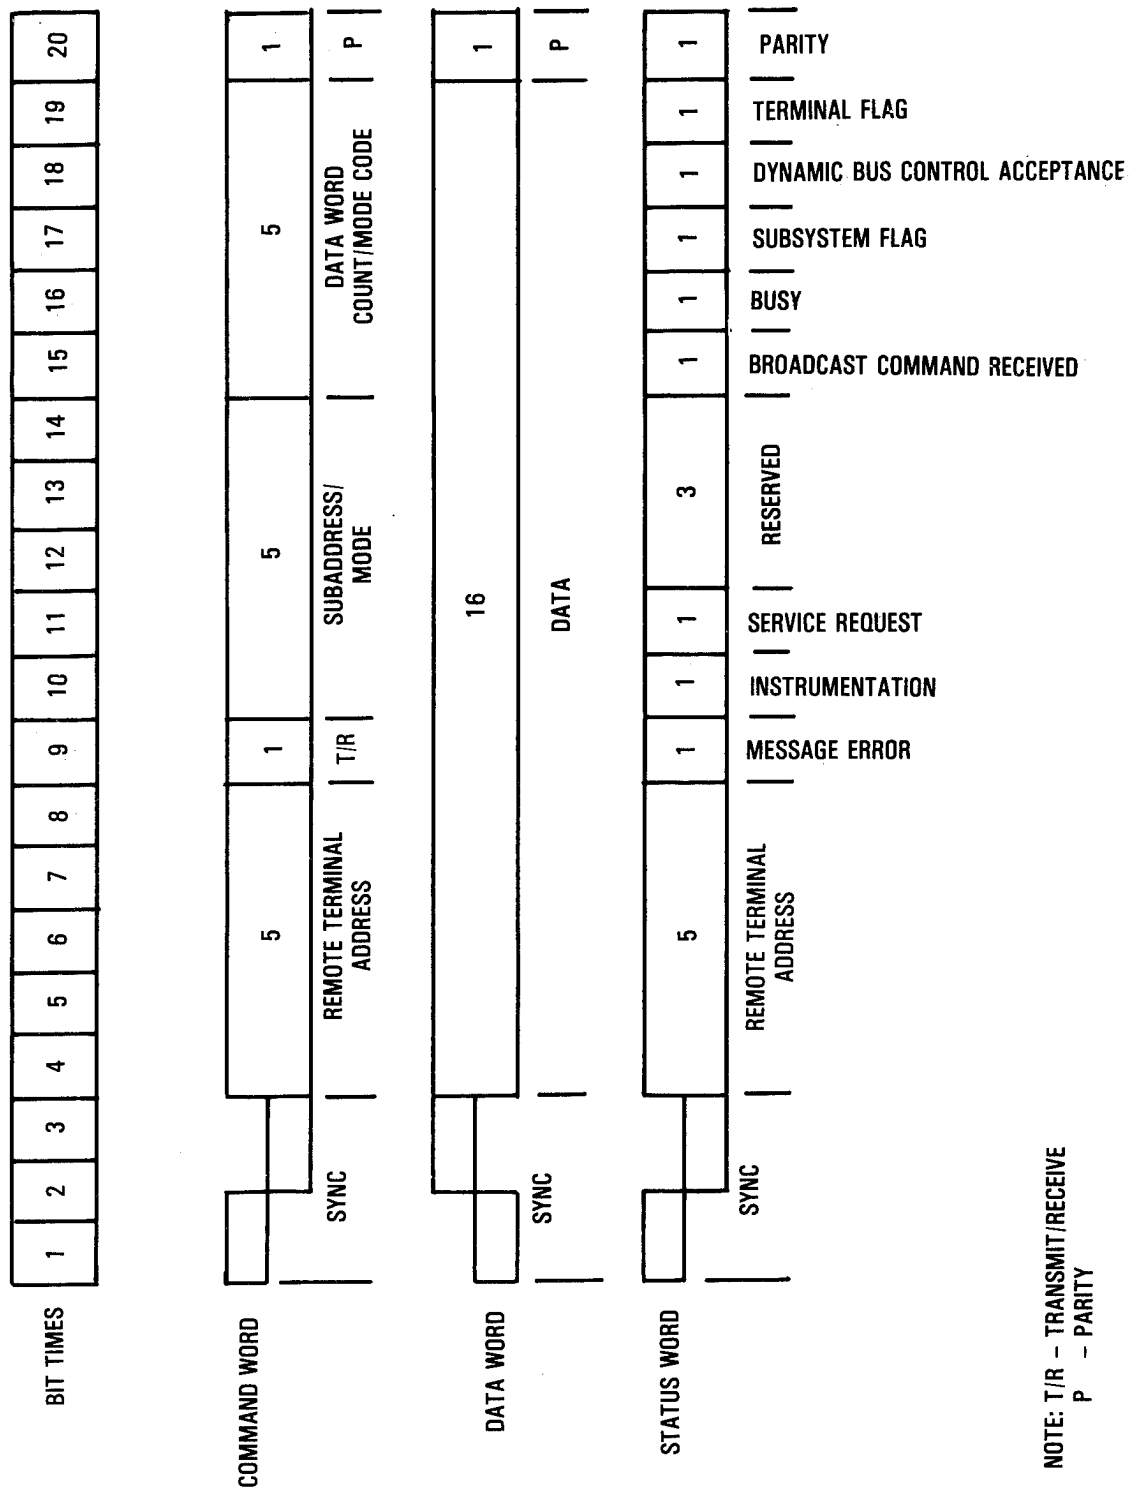 BIT TIMES
1 2 3 4 5 6 7 8 9 10 11 12 13 14 15 16 17 18 19 20
COMMAND WORD
5 1 5 5 1
SYNC
REMOTE TERMINAL
ADDRESS
T/R
SUBADDRESS/
MODE
DATA WORD
COUNT/MODE CODE
P
DATA WORD
16 1
SYNC
DATA
P
STATUS WORD
5 1 1 1 3 1 1 1 1 1 1
SYNC
REMOTE TERMINAL
ADDRESS
MESSAGE ERROR
INSTRUMENTATION
SERVICE REQUEST
RESERVED
BROADCAST COMMAND RECEIVED
BUSY
SUBSYSTEM FLAG
DYNAMIC BUS CONTROL ACCEPTANCE
TERMINAL FLAG
PARITY
NOTE: T/R – TRANSMIT/RECEIVE
P – PARITY